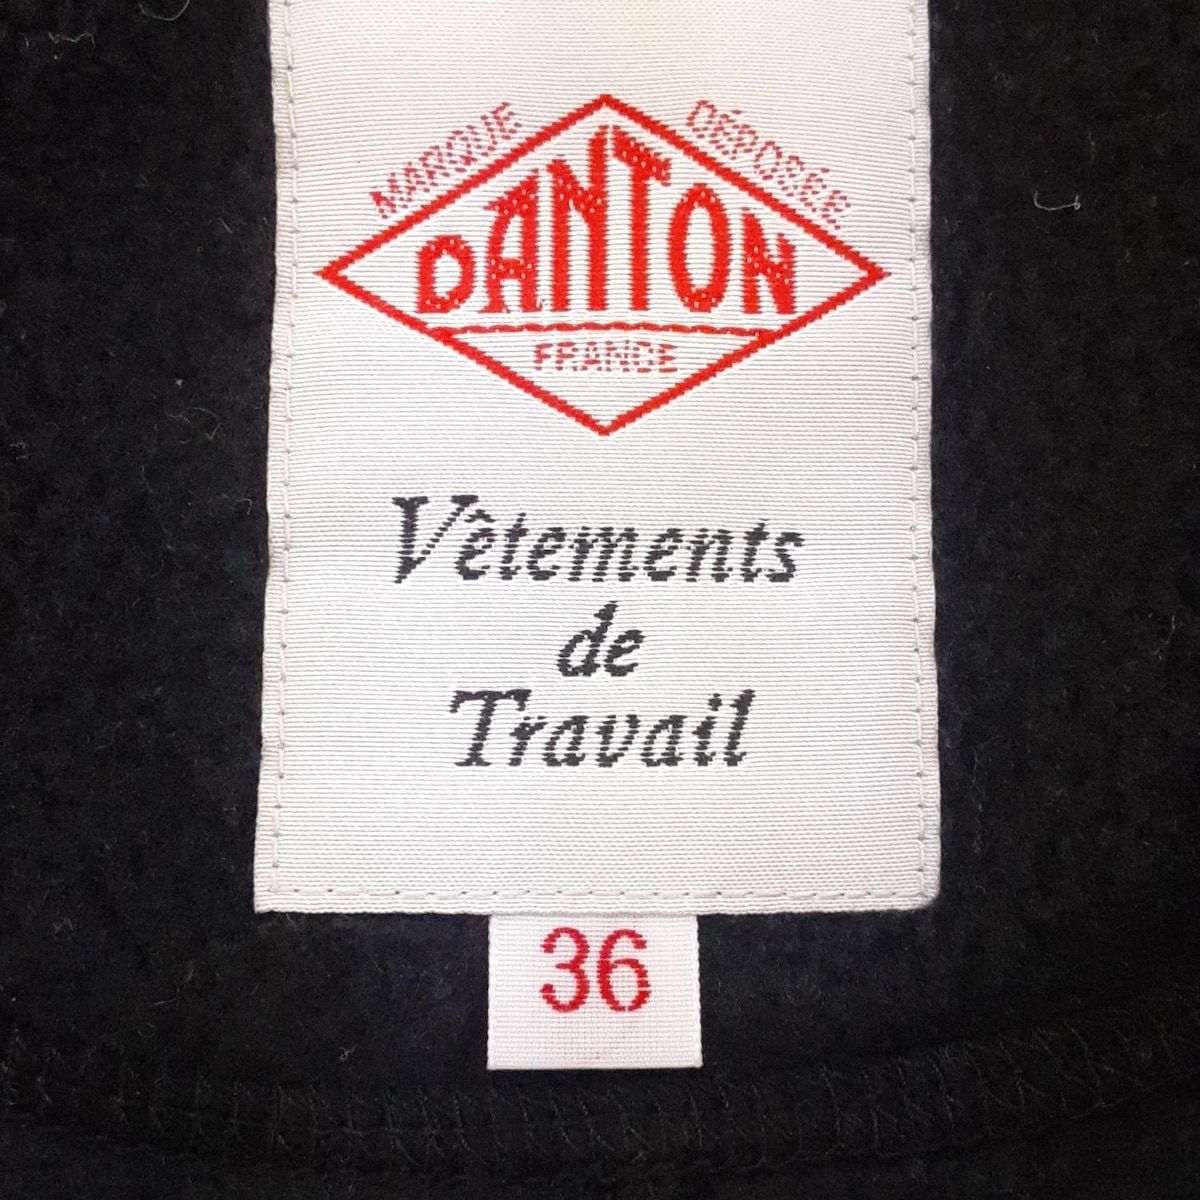 MARQUE DÉPOSÉE
DANTON
FRANCE
Vêtements
de
Travail
36